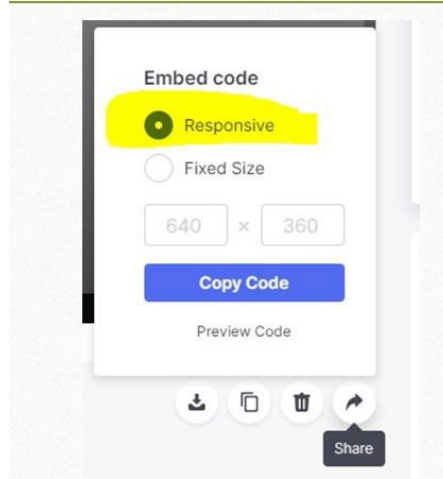 Embed code
Responsive
Fixed Size
640 × 360
Copy Code
Preview Code
Share